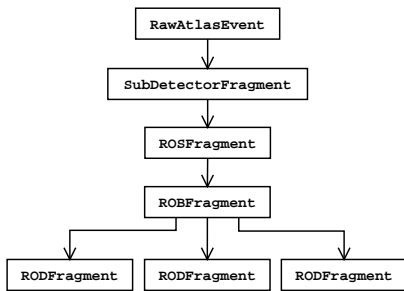 RawAtlasEvent
SubDetectorFragment
ROSFragment
ROBFragment
RODFragment
RODFragment
RODFragment